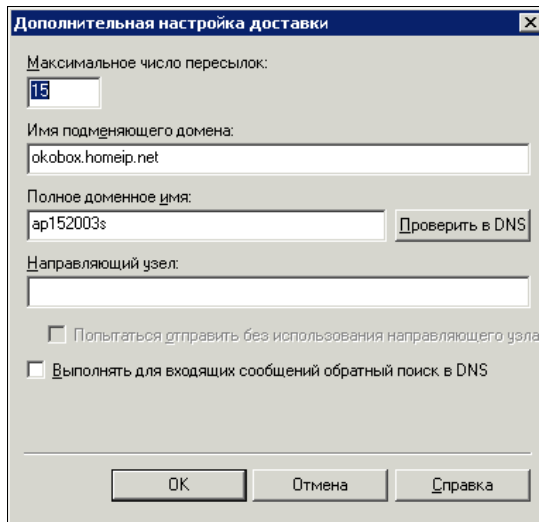 Дополнительная настройка доставки
Максимальное число пересылок:
15
Имя подменяющего домена:
okobox.homeip.net
Полное доменное имя:
ap152003s
Проверить в DNS
Направляющий узел:
Попытаться отправить без использования направляющего узла
Выполнять для входящих сообщений обратный поиск в DNS
OK
Отмена
Справка